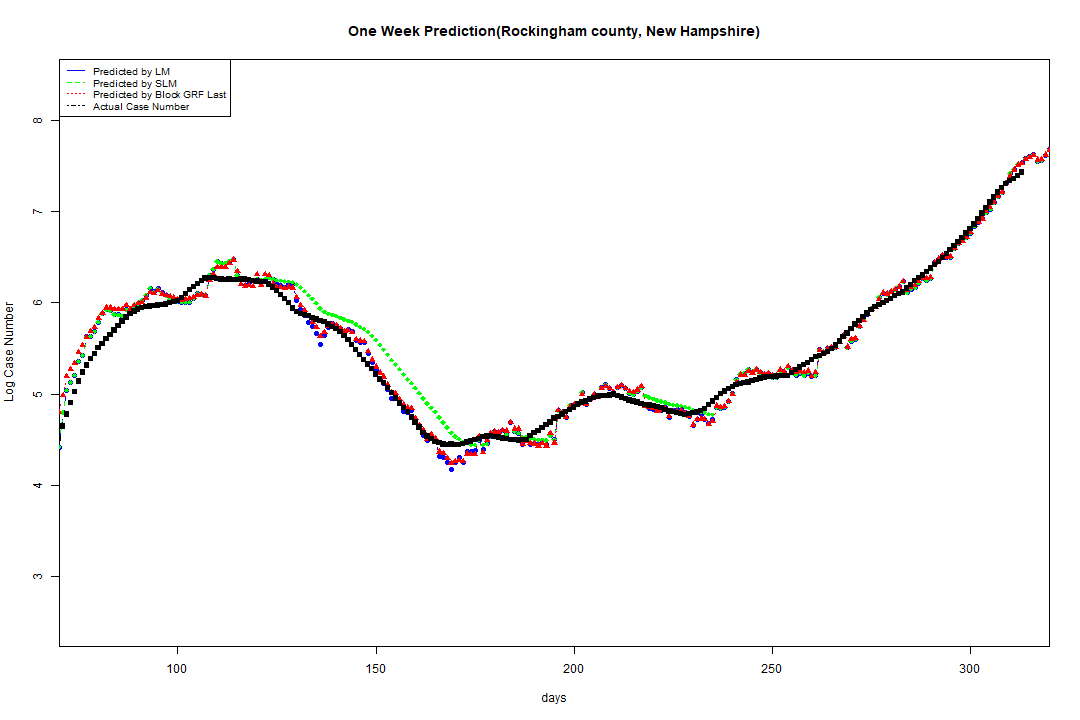 One Week Prediction(Rockingham county, New Hampshire)
Predicted by LM
Predicted by SLM
Predicted by Block GRF Last
Actual Case Number
8
7
6
5
4
3
Log Case Number
100 150 200 250 300
days